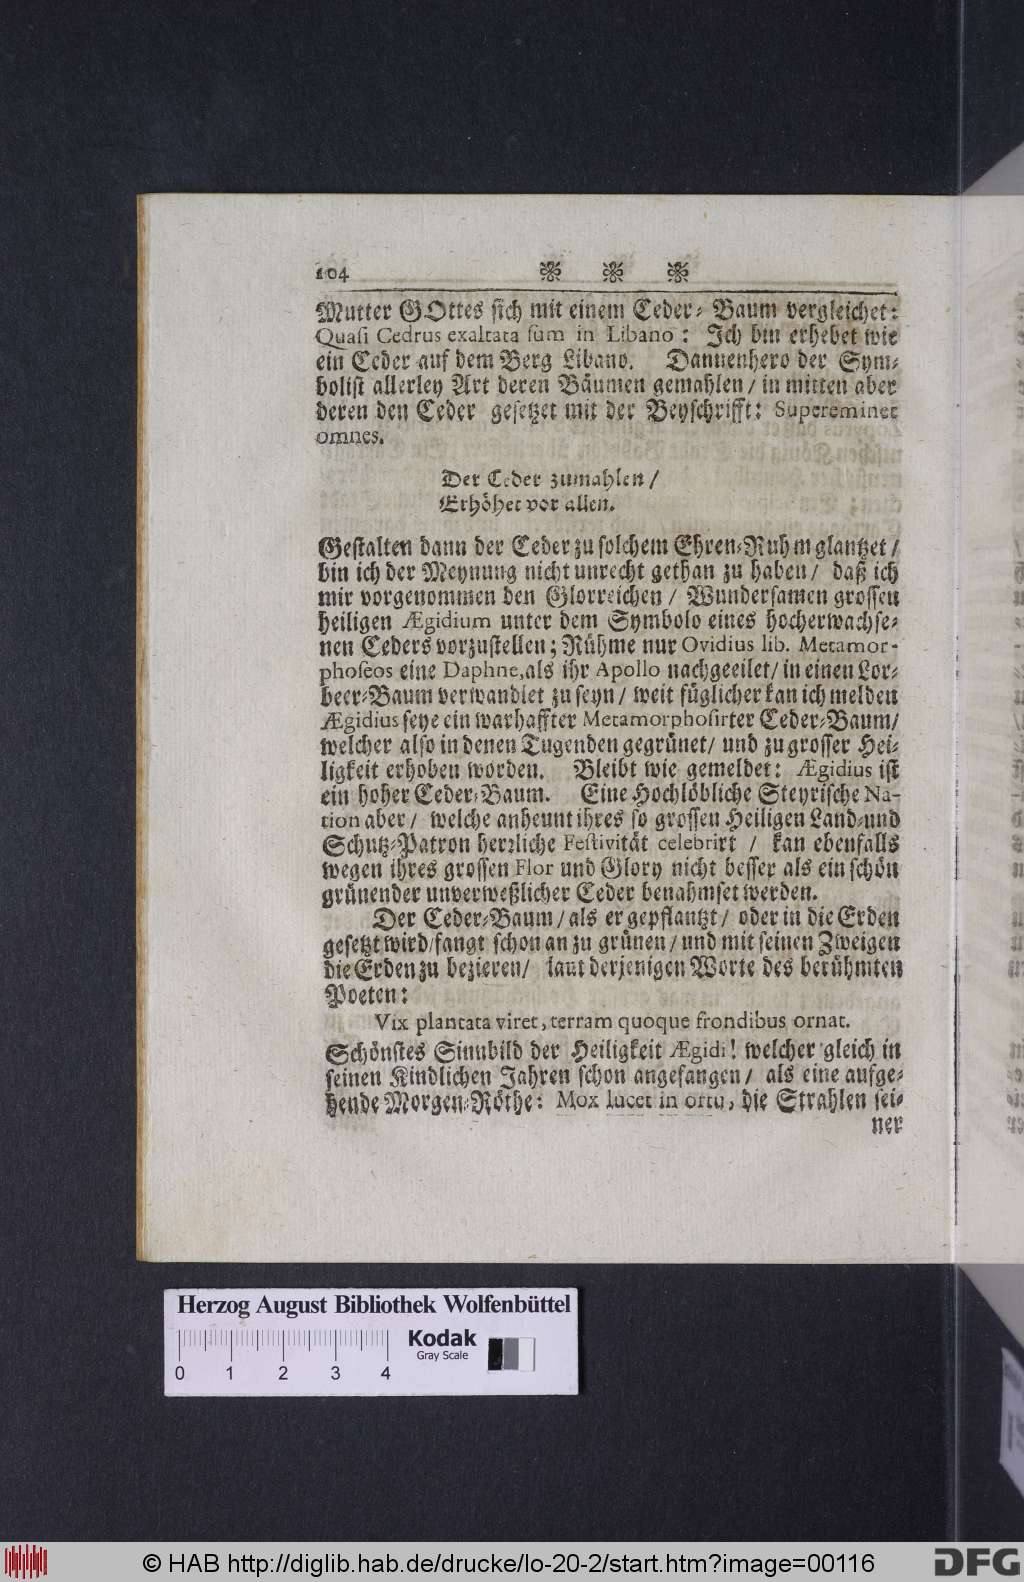 104 ❋ ❋ ❋
Mutter GOttes sich mit einem Ceder- Baum vergleichet:
Quasi Cedrus exaltata sum in Libano: Ich bin erhebet wie
ein Ceder auf dem Berg Libano. Dannenhero der Sym-
bolist allerley Art deren Bäumen gemahlen / in mitten aber
deren den Ceder gesetzet mit der Beyschrifft: Supereminet
omnes.
Der Ceder zumahlen /
Erhöhet vor allen.
Gestalten dann der Ceder zu solchem Ehren-Ruhm glantzet /
bin ich der Meynung nicht unrecht gethan zu haben / daß ich
mir vorgenommen den Glorreichen / Wundersamen grossen
heiligen Ægidium unter dem Symbolo eines hocherwachse-
nen Ceders vorzustellen; Rühme nur Ovidius lib. Metamor-
phoseos eine Daphne, als ihr Apollo nachgeeilet / in einen Lor-
beer-Baum verwandlet zu seyn / weit füglicher kan ich melden
Ægidius seye ein warhaffter Metamorphosirter Ceder-Baum /
welcher also in denen Tugenden gegrünet / und zu grosser Hei-
ligkeit erhoben worden. Bleibt wie gemeldet: Ægidius ist
ein hoher Ceder-Baum. Eine Hochlöbliche Steyrische Na-
tion aber / welche anheunt ihres so grossen Heiligen Land-und
Schutz-Patron herrliche Festivität celebrirt / kan ebenfalls
wegen ihres grossen Flor und Glory nicht besser als ein schön
grünender unverweßlicher Ceder benahmset werden.
Der Ceder-Baum / als er gepflantzt / oder in die Erden
gesetzt wird / fangt schon an zu grünen / und mit seinen Zweigen
die Erden zu bezieren / laut derjenigen Worte des berühmten
Poeten:
Vix plantata viret, terram quoque frondibus ornat.
Schönstes Sinnbild der Heiligkeit Ægidi! welcher gleich in
seinen Kindlichen Jahren schon angefangen / als eine aufge-
hende Morgen-Röthe: Mox lucet in ortu, die Strahlen sei-
ner
Herzog August Bibliothek Wolfenbüttel
Kodak
Gray Scale
0 1 2 3 4
© HAB http://diglib.hab.de/drucke/lo-20-2/start.htm?image=00116
DFG